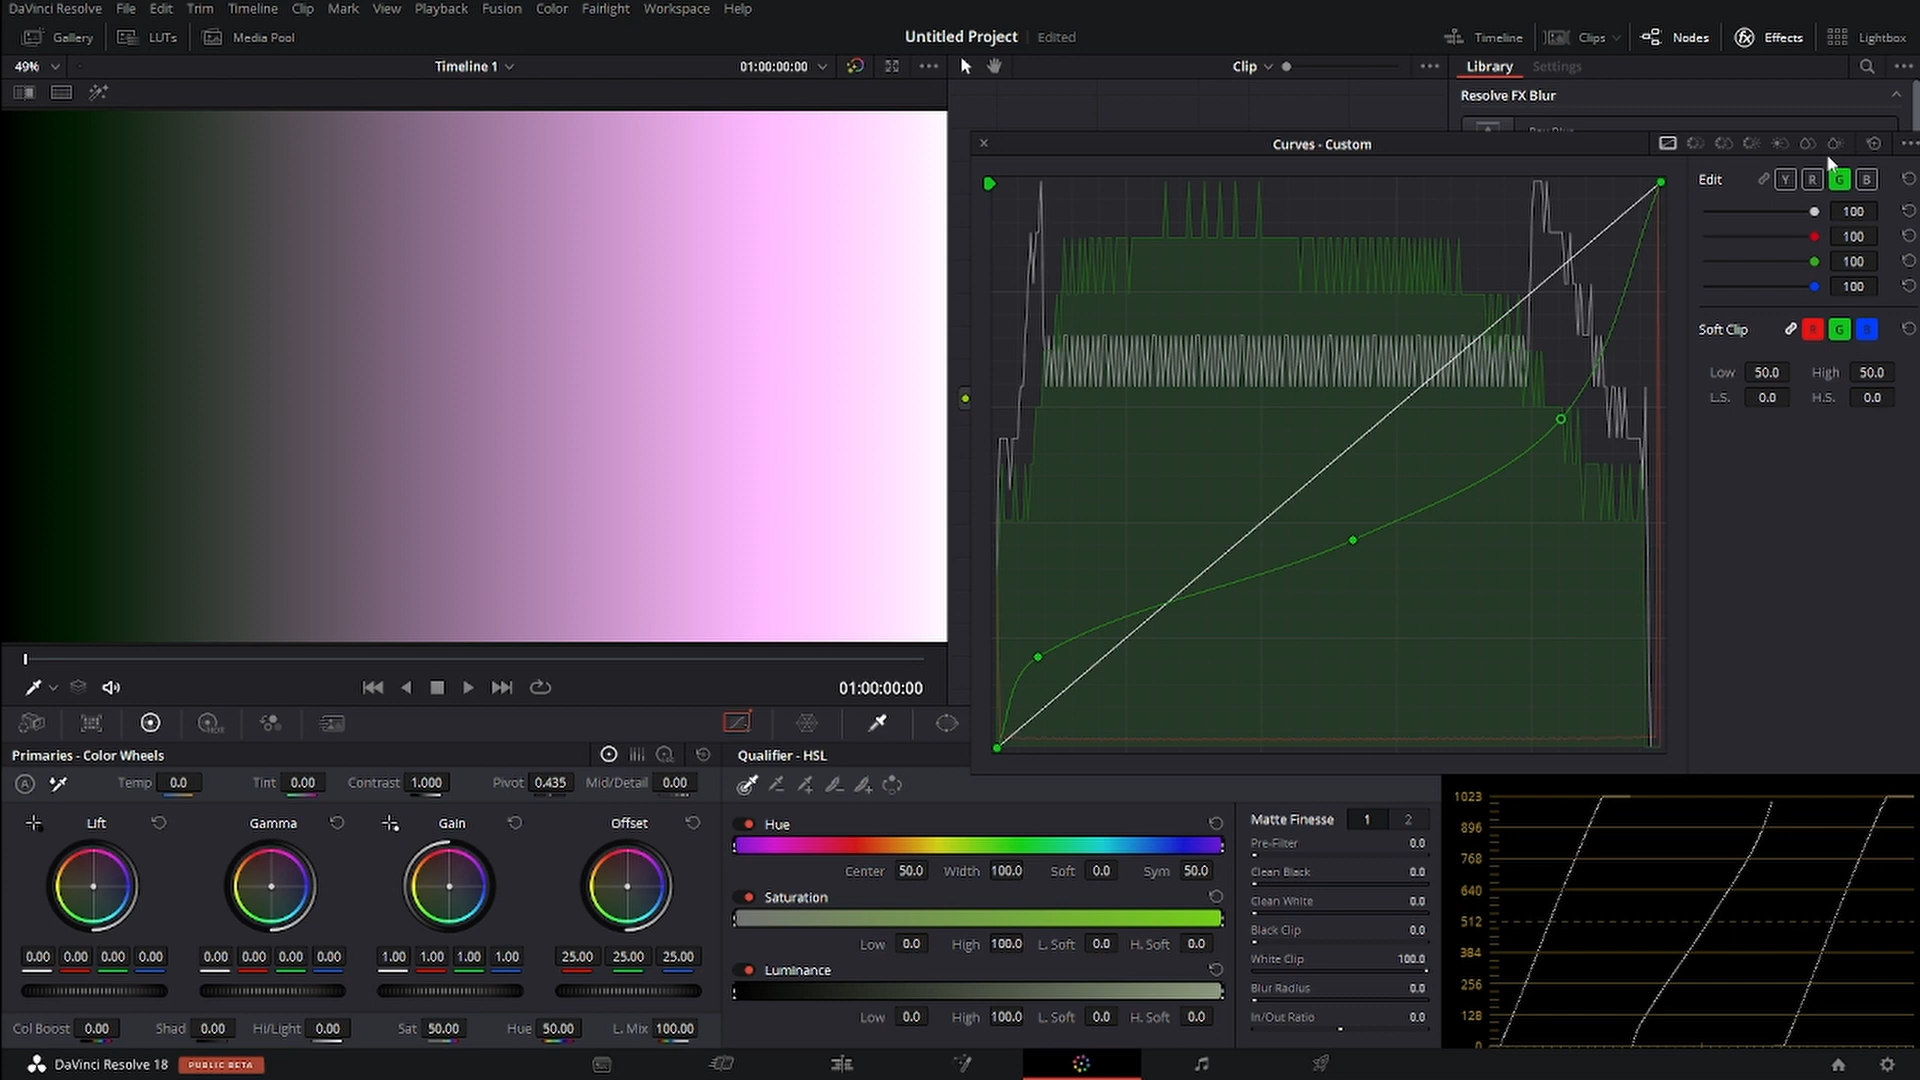 DaVinci Resolve File Edit Trim Timeline Clip Mark View Playback Fusion Color Fairlight Workspace Help
Gallery LUTs Media Pool Untitled Project Edited Timeline Clips Nodes Effects Lightbox
49% Timeline 1 01:00:00:00 Clip Library Settings
Resolve FX Blur
Curves - Custom
Edit Y R G B
100
100
100
100
Soft Clip R G B
Low 50.0 High 50.0
L.S. 0.0 H.S. 0.0
01:00:00:00
HDR
Primaries - Color Wheels
Temp 0.0 Tint 0.00 Contrast 1.000 Pivot 0.435 Mid/Detail 0.00
Lift Gamma Gain Offset
0.00 0.00 0.00 0.00 0.00 0.00 0.00 0.00 1.00 1.00 1.00 1.00 25.00 25.00 25.00
Col Boost 0.00 Shad 0.00 Hi/Light 0.00 Sat 50.00 Hue 50.00 L. Mix 100.00
Qualifier - HSL
Hue
Center 50.0 Width 100.0 Soft 0.0 Sym 50.0
Saturation
Low 0.0 High 100.0 L. Soft 0.0 H. Soft 0.0
Luminance
Low 0.0 High 100.0 L. Soft 0.0 H. Soft 0.0
Matte Finesse 1 2
Pre-Filter 0.0
Clean Black 0.0
Clean White 0.0
Black Clip 0.0
White Clip 100.0
Blur Radius 0.0
In/Out Ratio 0.0
1023
896
768
640
512
384
256
128
0
DaVinci Resolve 18 PUBLIC BETA